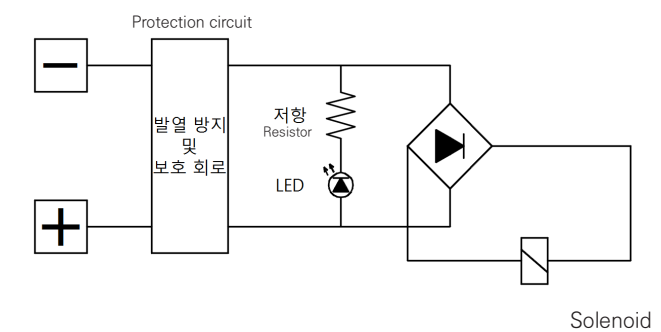 Protection circuit
−
발열 방지
및
보호 회로
저항
Resistor
LED
+
Solenoid